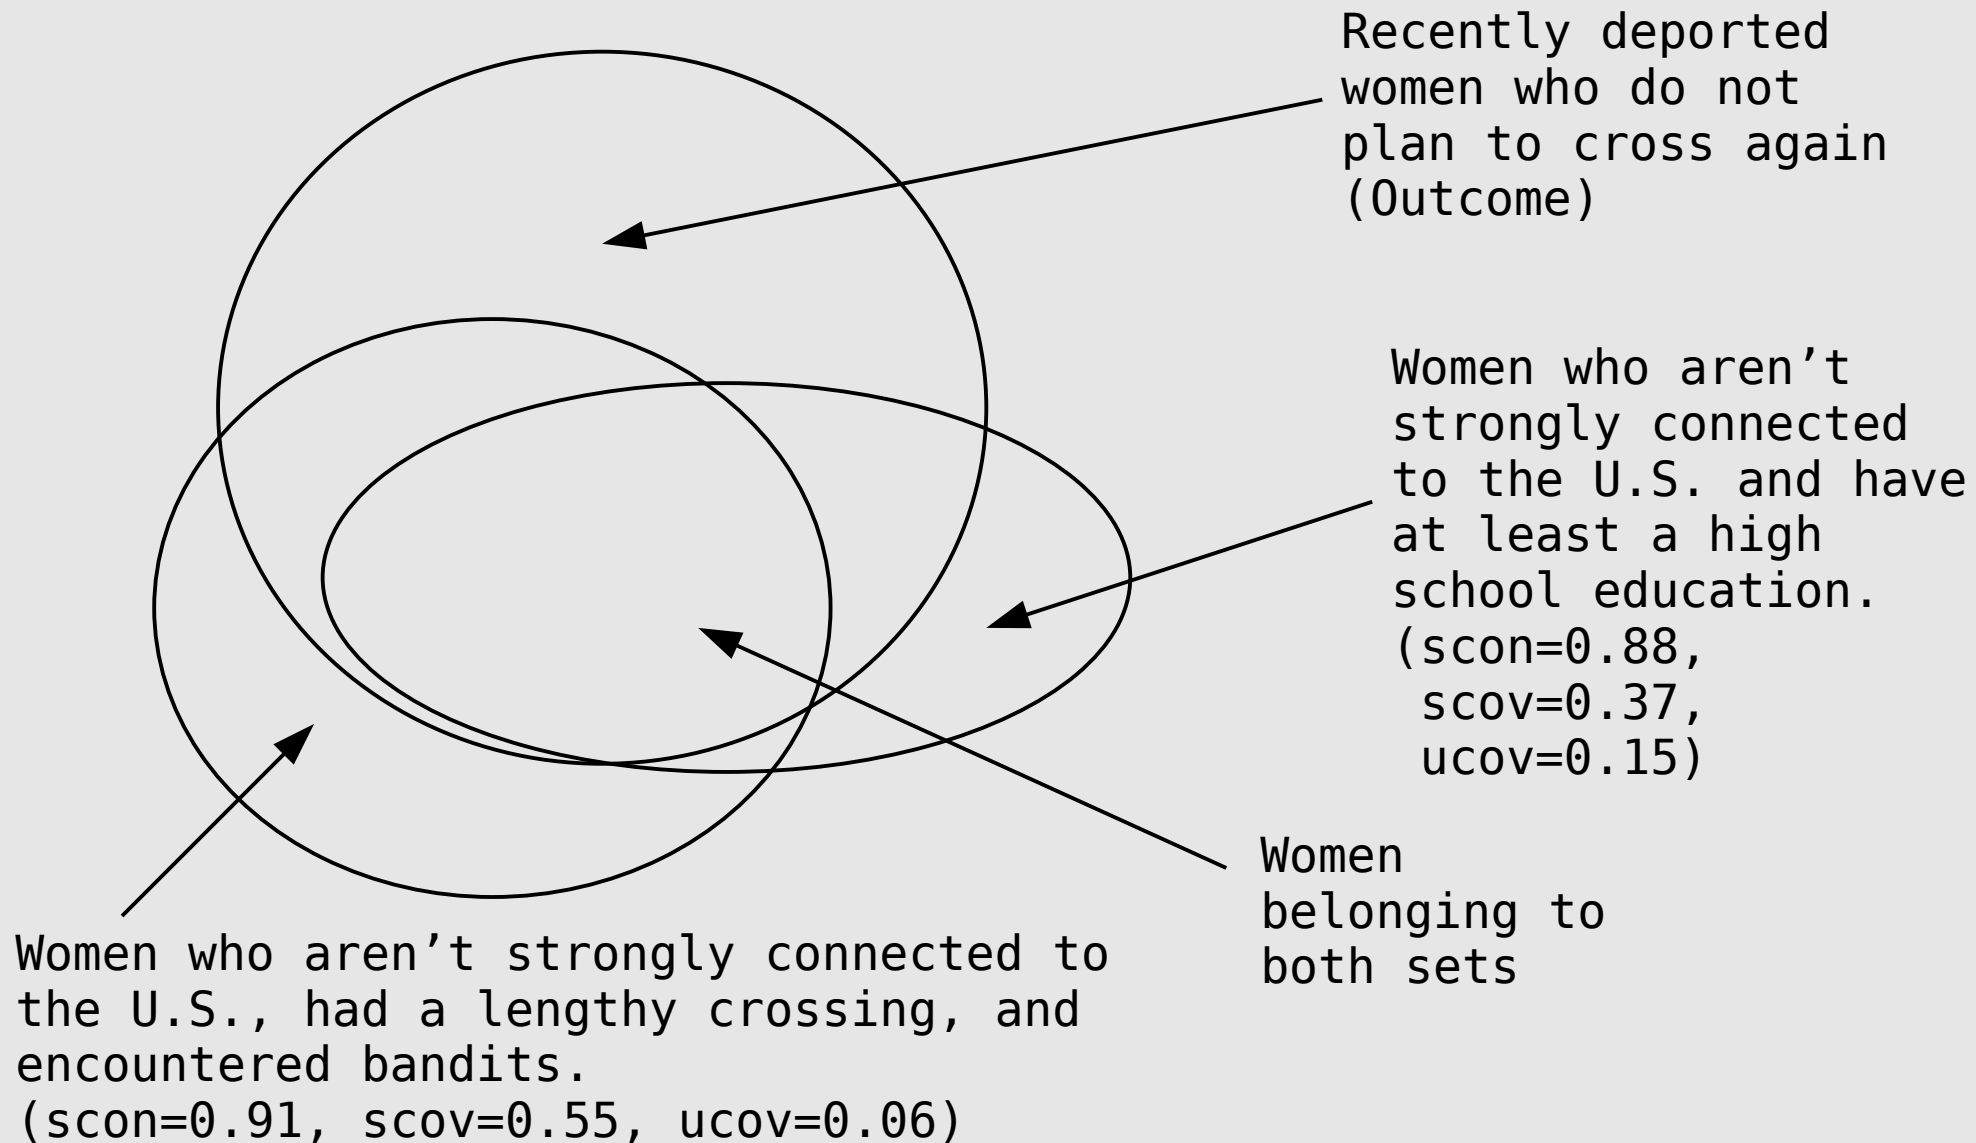 Recently deported
women who do not
plan to cross again
(Outcome)
Women who aren’t
strongly connected
to the U.S. and have
at least a high
school education.
(scon=0.88,
scov=0.37,
ucov=0.15)
Women
belonging to
both sets
Women who aren’t strongly connected to
the U.S., had a lengthy crossing, and
encountered bandits.
(scon=0.91, scov=0.55, ucov=0.06)